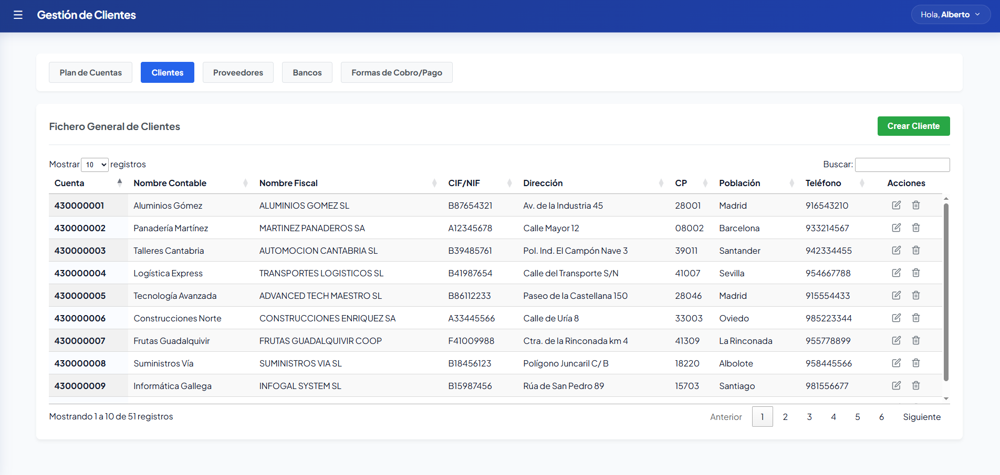 Gestión de Clientes
Hola, Alberto
Plan de Cuentas Clientes Proveedores Bancos Formas de Cobro/Pago
Fichero General de Clientes
Crear Cliente
Mostrar 10 registros
Buscar:
Cuenta Nombre Contable Nombre Fiscal CIF/NIF Dirección CP Población Teléfono Acciones
430000001 Aluminios Gómez ALUMINIOS GOMEZ SL B87654321 Av. de la Industria 45 28001 Madrid 916543210
430000002 Panadería Martínez MARTINEZ PANADEROS SA A12345678 Calle Mayor 12 08002 Barcelona 933214567
430000003 Talleres Cantabria AUTOMOCION CANTABRIA SL B39485761 Pol. Ind. El Campón Nave 3 39011 Santander 942334455
430000004 Logística Express TRANSPORTES LOGISTICOS SL B41987654 Calle del Transporte S/N 41007 Sevilla 954667788
430000005 Tecnología Avanzada ADVANCED TECH MAESTRO SL B86112233 Paseo de la Castellana 150 28046 Madrid 915554433
430000006 Construcciones Norte CONSTRUCCIONES ENRIQUEZ SA A33445566 Calle de Uría 8 33003 Oviedo 985223344
430000007 Frutas Guadalquivir FRUTAS GUADALQUIVIR COOP F41009988 Ctra. de la Rinconada km 4 41309 La Rinconada 955778899
430000008 Suministros Vía SUMINISTROS VIA SL B18456123 Polígono Juncaril C/ B 18220 Albolote 958445566
430000009 Informática Gallega INFOGAL SYSTEM SL B15987456 Rúa de San Pedro 89 15703 Santiago 981556677
Mostrando 1 a 10 de 51 registros
Anterior 1 2 3 4 5 6 Siguiente